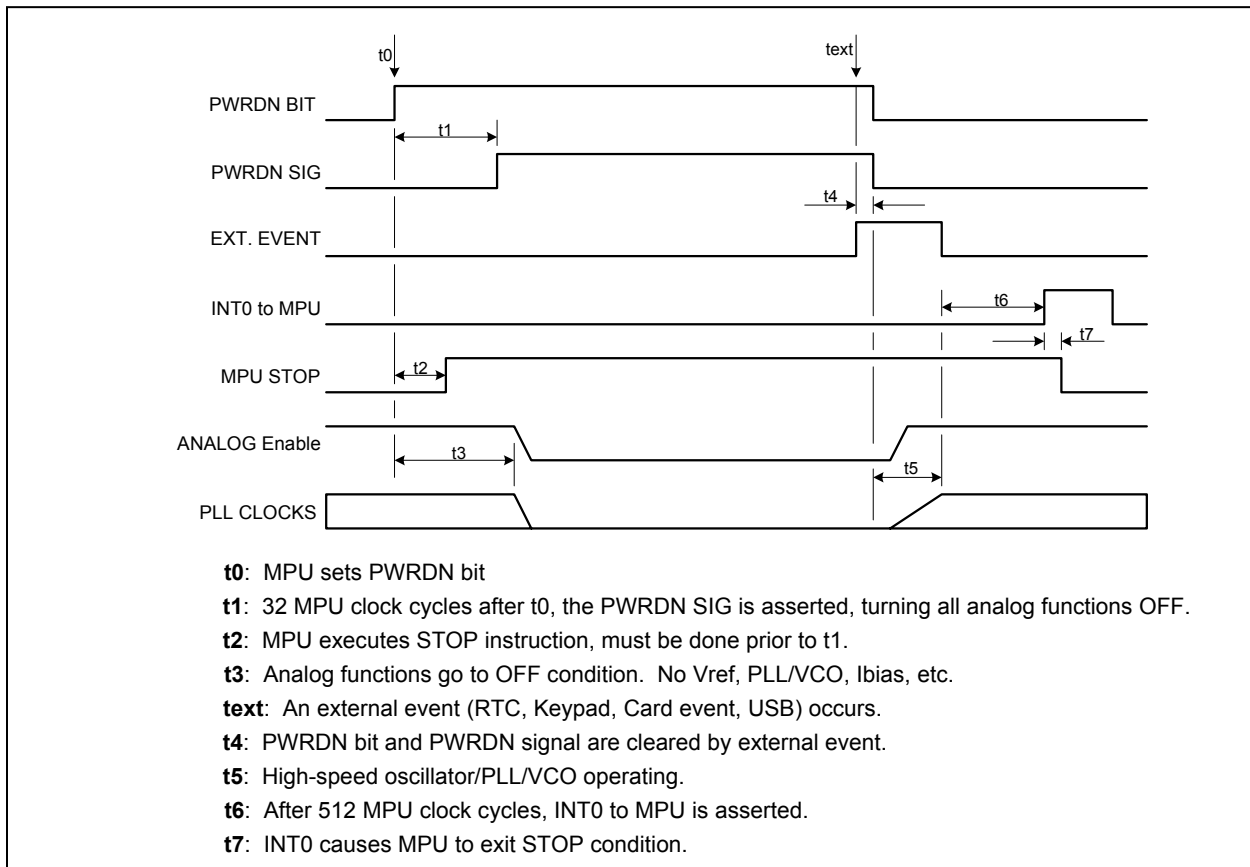 t0
text
PWRDN BIT
t1
PWRDN SIG
t4
EXT. EVENT
t6
INT0 to MPU
t7
t2
MPU STOP
ANALOG Enable
t3
t5
PLL CLOCKS
t0: MPU sets PWRDN bit
t1: 32 MPU clock cycles after t0, the PWRDN SIG is asserted, turning all analog functions OFF.
t2: MPU executes STOP instruction, must be done prior to t1.
t3: Analog functions go to OFF condition. No Vref, PLL/VCO, Ibias, etc.
text: An external event (RTC, Keypad, Card event, USB) occurs.
t4: PWRDN bit and PWRDN signal are cleared by external event.
t5: High-speed oscillator/PLL/VCO operating.
t6: After 512 MPU clock cycles, INT0 to MPU is asserted.
t7: INT0 causes MPU to exit STOP condition.